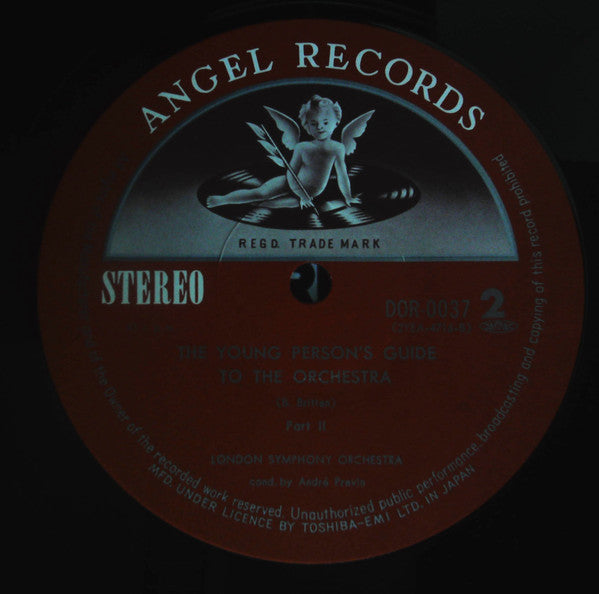 ANGEL RECORDS
REGD. TRADE MARK
STEREO
DOR-0037 2
THE YOUNG PERSON'S GUIDE
TO THE ORCHESTRA
(B. Britten)
Part II
LONDON SYMPHONY ORCHESTRA
cond. by André Previn
the Owner of the recorded work reserved. Unauthorized public performance, broadcasting and copying of this record prohibited
MFD. UNDER LICENCE BY TOSHIBA-EMI LTD. IN JAPAN